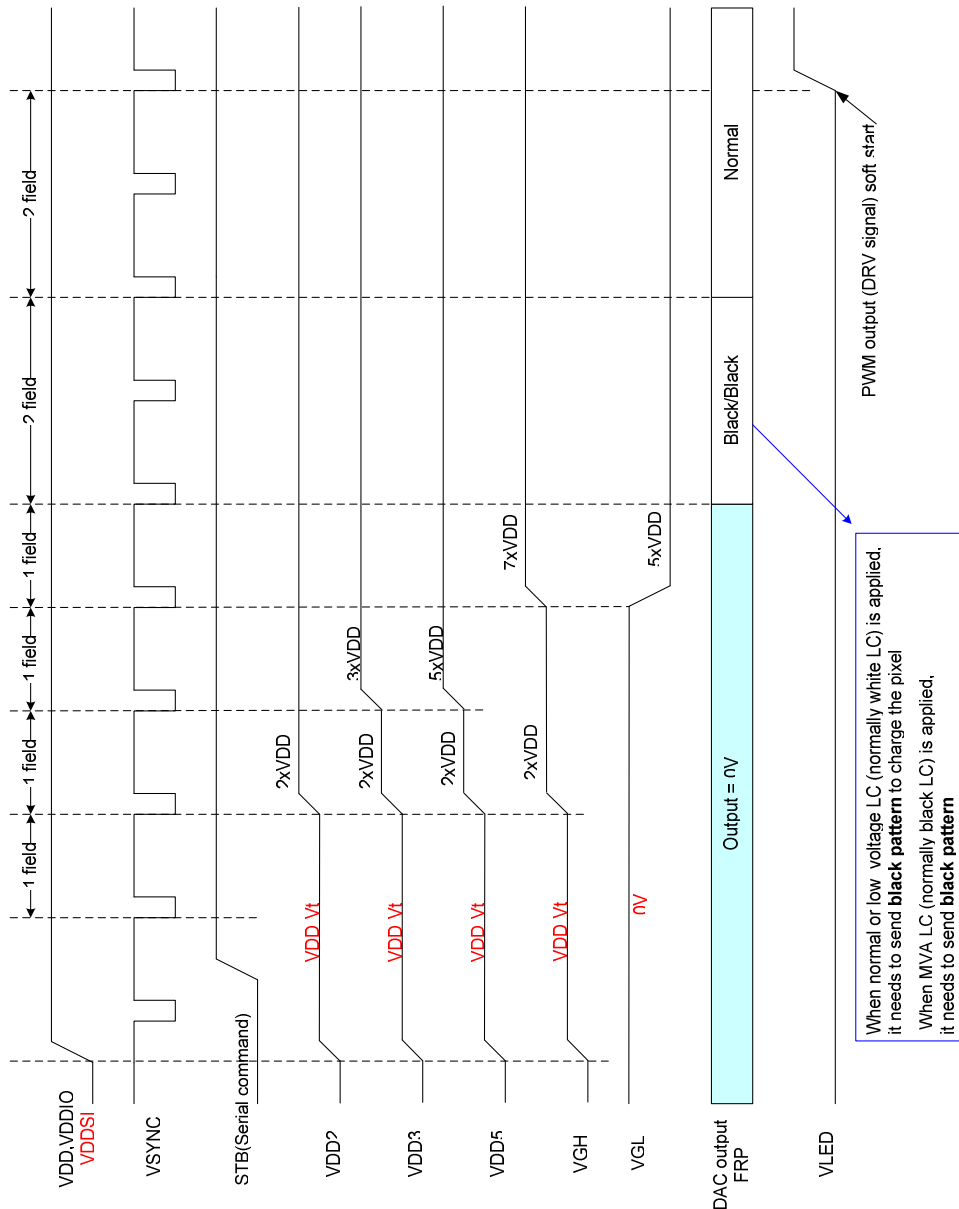 2 field
2 field
1 field
1 field
1 field
1 field
VDD,VDDIO
VDDSI
VSYNC
STB(Serial command)
VDD2
VDD Vt
2xVDD
VDD3
VDD Vt
2xVDD
3xVDD
VDD5
VDD Vt
2xVDD
5xVDD
VGH
VDD Vt
2xVDD
7xVDD
VGL
0V
5xVDD
DAC output
FRP
Output = 0V
Black/Black
Normal
VLED
PWM output (DRV signal) soft start
When normal or low voltage LC (normally white LC) is applied,
it needs to send black pattern to charge the pixel
When MVA LC (normally black LC) is applied,
it needs to send black pattern